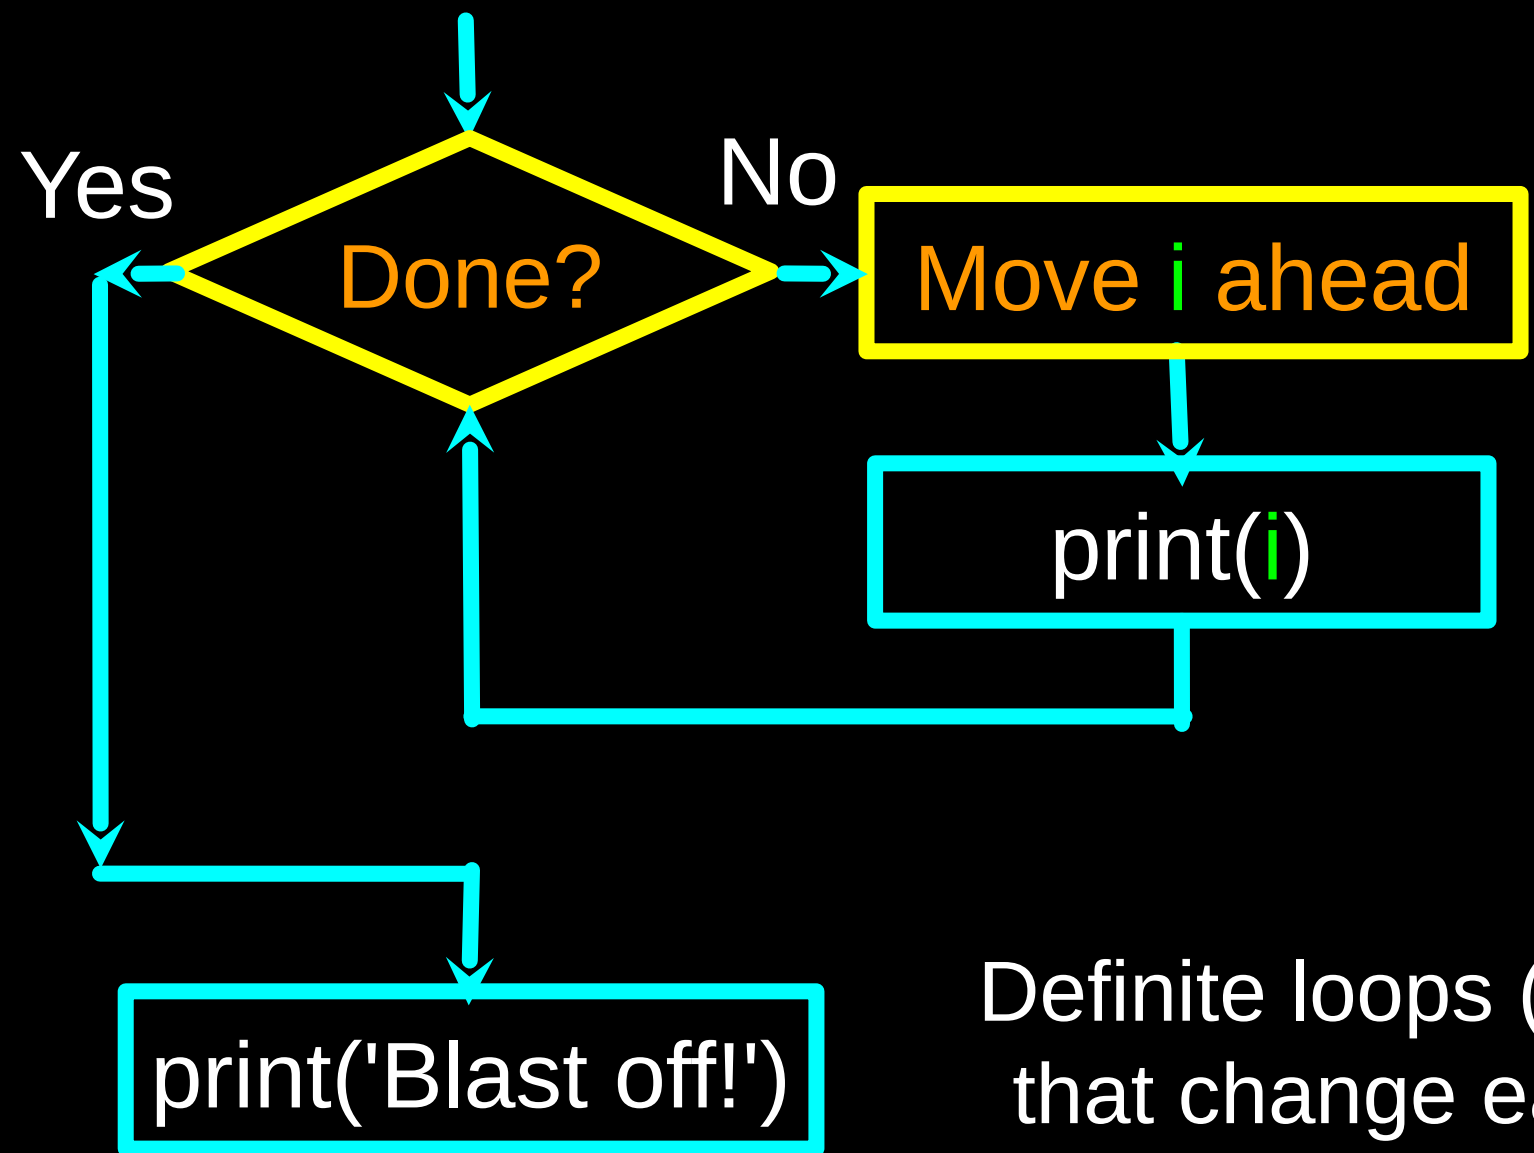 Yes
No
Done?
Move i ahead
print(i)
print('Blast off!')
Definite loops (
that change